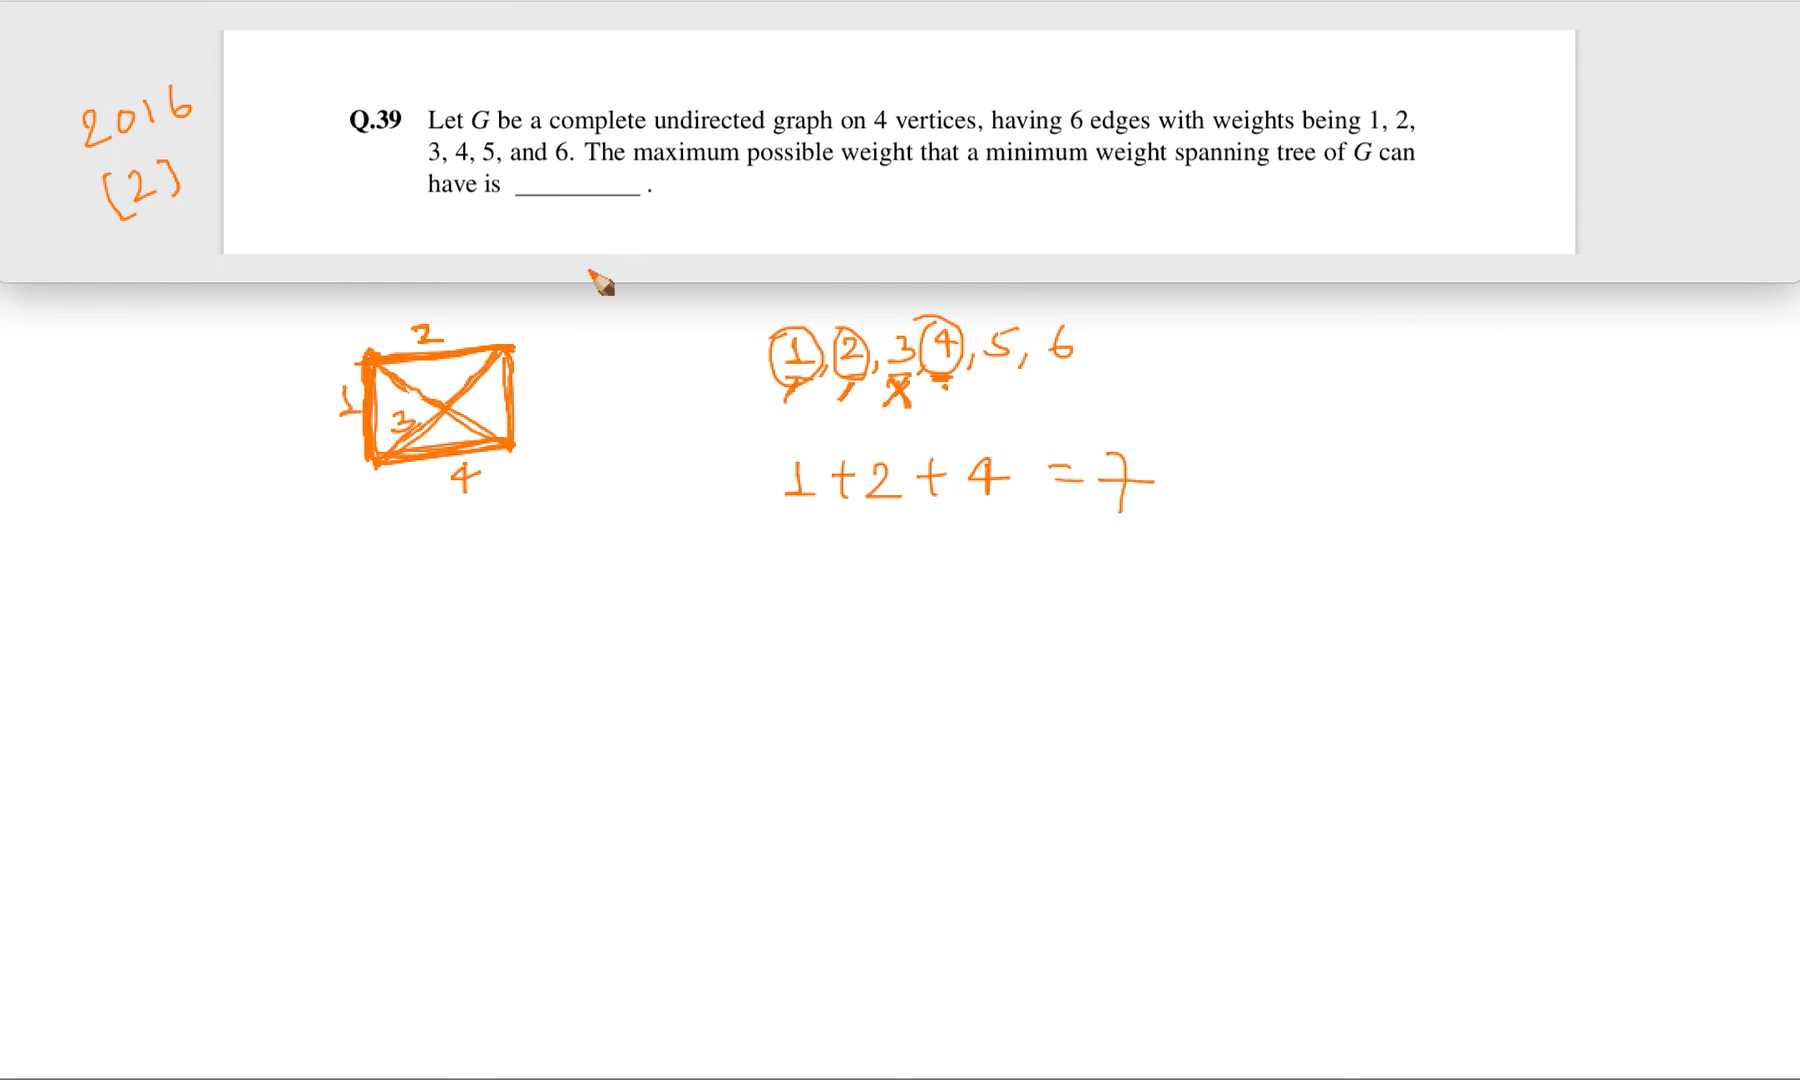 2016
[2]
Q.39 Let G be a complete undirected graph on 4 vertices, having 6 edges with weights being 1, 2,
3, 4, 5, and 6. The maximum possible weight that a minimum weight spanning tree of G can
have is __________ .
2
1
3
4
1, 2, 3, 4, 5, 6
1 + 2 + 4 = 7